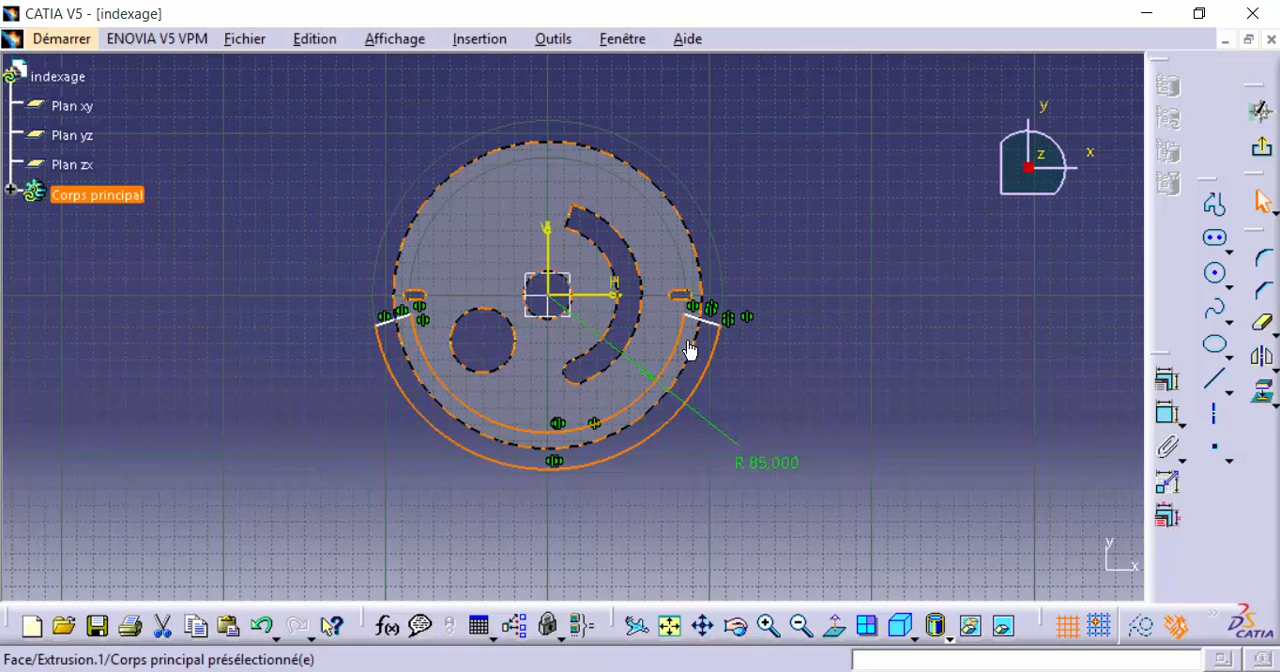 CATIA V5 - [indexage]
Démarrer ENOVIA V5 VPM Fichier Edition Affichage Insertion Outils Fenêtre Aide
indexage
Plan xy
Plan yz
Plan zx
Corps principal
y
z x
V
H
R 85,000
y
x
f(x)
CATIA
Face/Extrusion.1/Corps principal présélectionné(e)